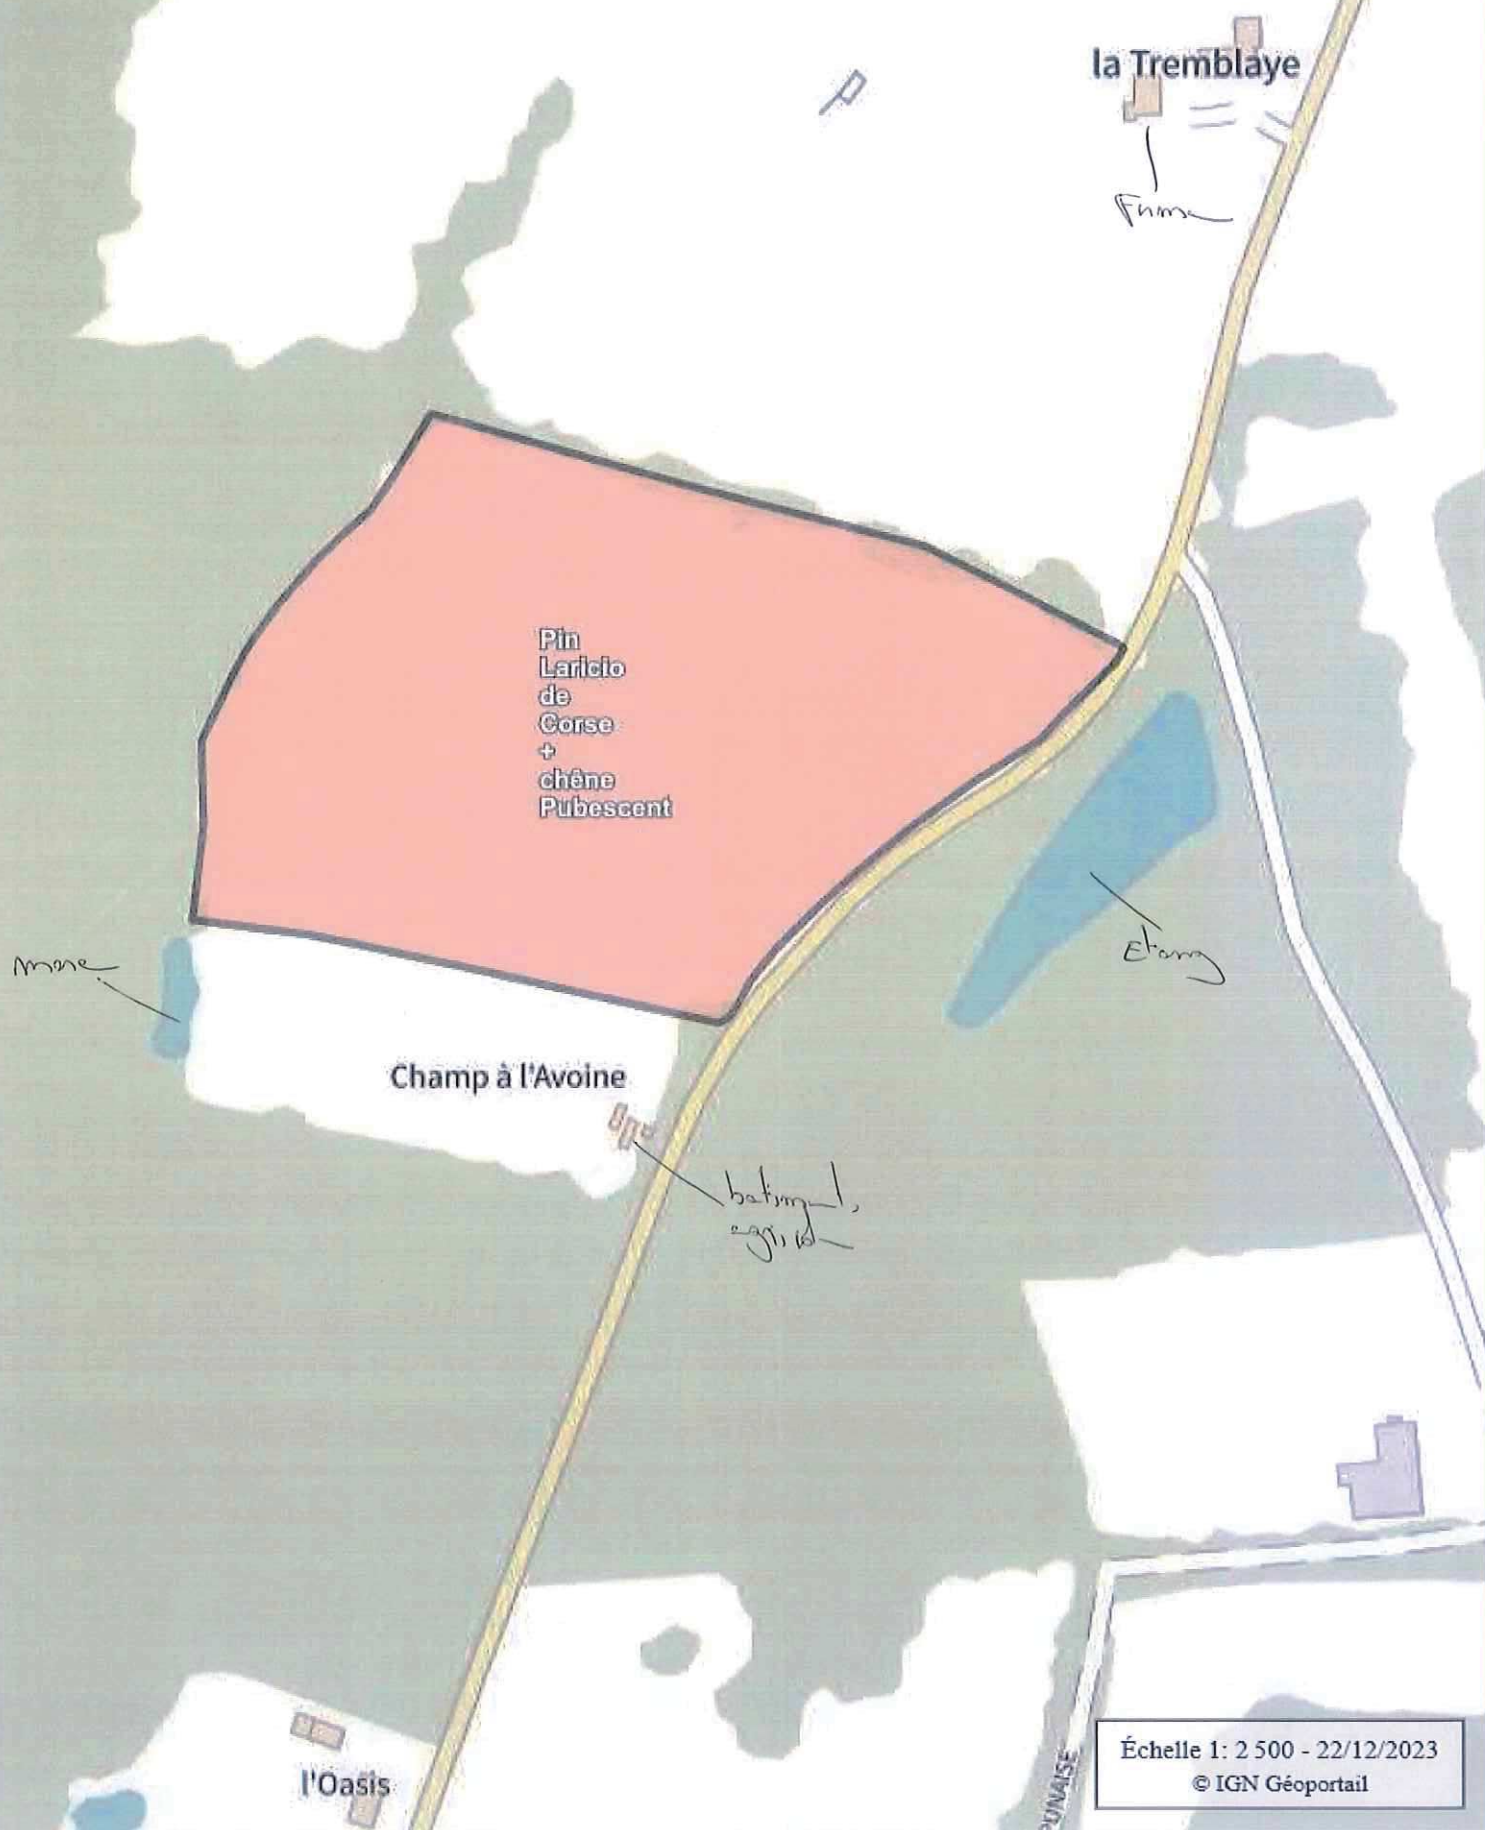 la Tremblaye
Ferme
Pin
Laricio
de
Corse
+
chêne
Pubescent
mare
Etang
Champ à l'Avoine
batiment
agricole
l'Oasis
Échelle 1: 2 500 - 22/12/2023
© IGN Géoportail